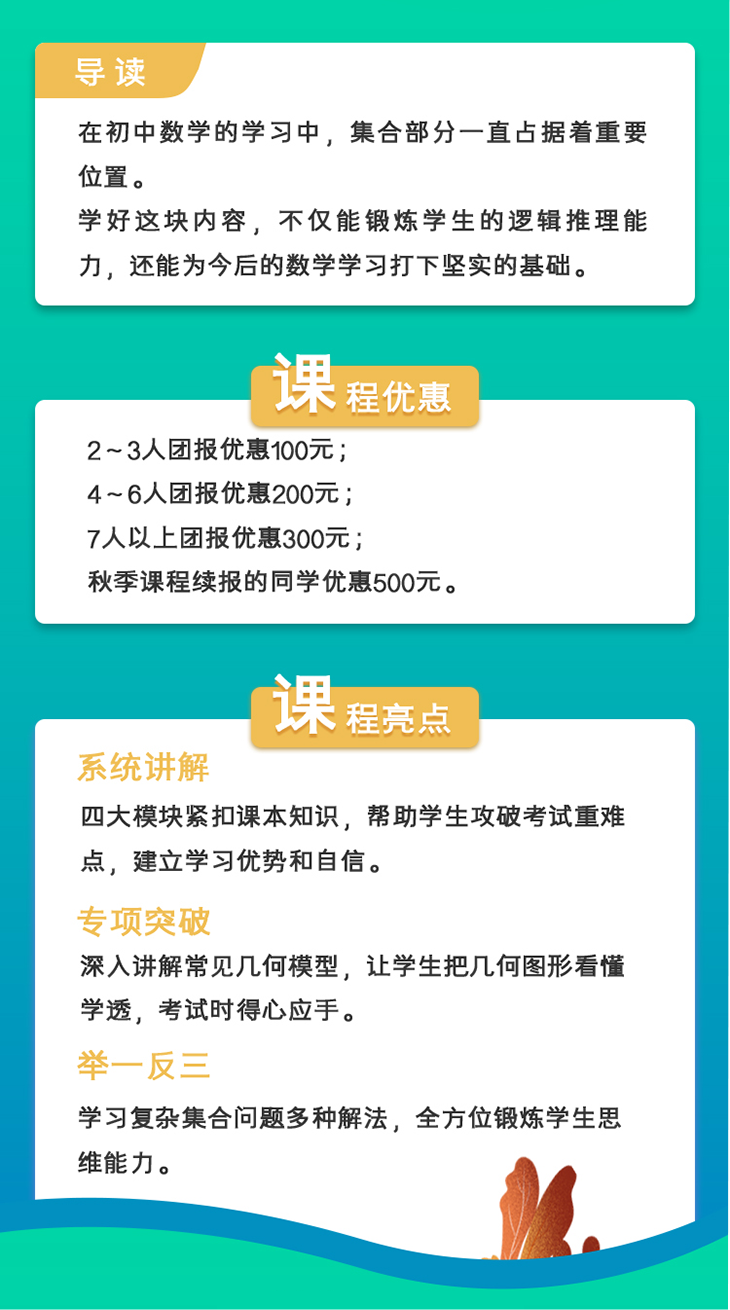 导读
在初中数学的学习中，集合部分一直占据着重要
位置。
学好这块内容，不仅能锻炼学生的逻辑推理能
力，还能为今后的数学学习打下坚实的基础。
课程优惠
2～3人团报优惠100元；
4～6人团报优惠200元；
7人以上团报优惠300元；
秋季课程续报的同学优惠500元。
课程亮点
系统讲解
四大模块紧扣课本知识，帮助学生攻破考试重难
点，建立学习优势和自信。
专项突破
深入讲解常见几何模型，让学生把几何图形看懂
学透，考试时得心应手。
举一反三
学习复杂集合问题多种解法，全方位锻炼学生思
维能力。